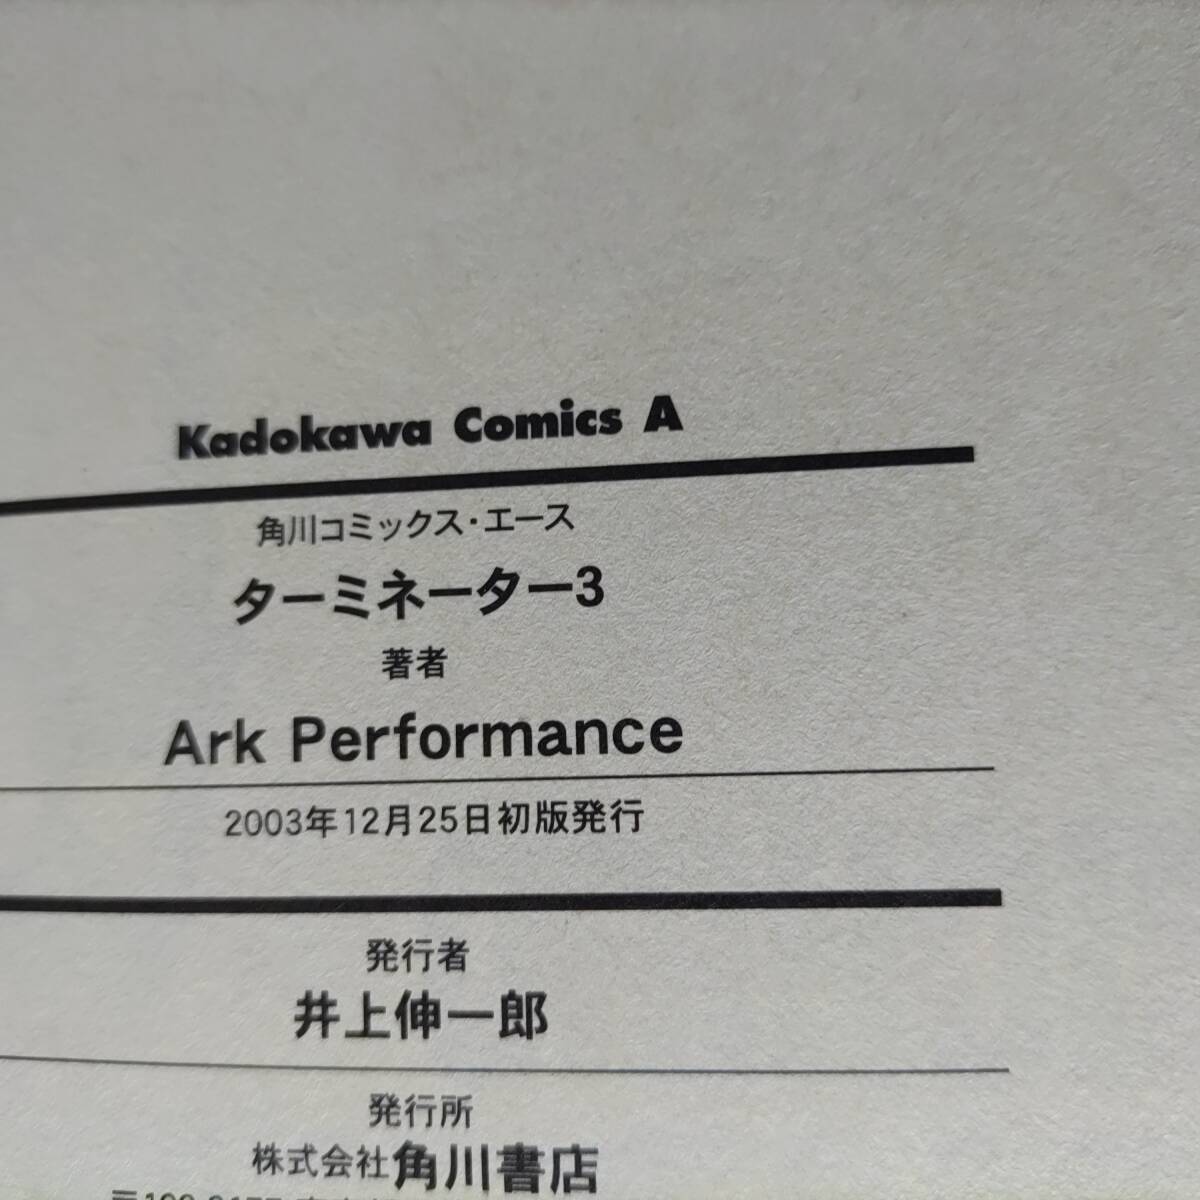 Kadokawa Comics A
角川コミックス・エース
ターミネーター3
著者
Ark Performance
2003年12月25日初版発行
発行者
井上伸一郎
発行所
株式会社角川書店